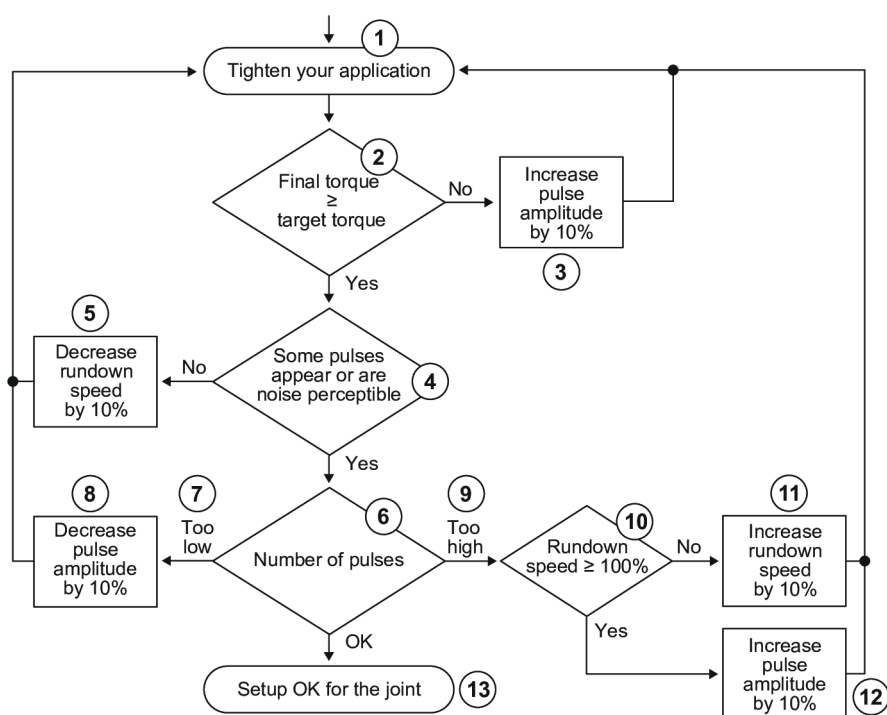 1
Tighten your application
2
Final torque
≥
target torque
No
Increase
pulse
amplitude
by 10%
3
Yes
5
Decrease
rundown
speed
by 10%
No
Some pulses
appear or are
noise perceptible
4
Yes
8
Decrease
pulse
amplitude
by 10%
7
Too
low
6
Number of pulses
9
Too
high
10
Rundown
speed ≥ 100%
No
11
Increase
rundown
speed
by 10%
Yes
Increase
pulse
amplitude
by 10%
12
OK
Setup OK for the joint
13